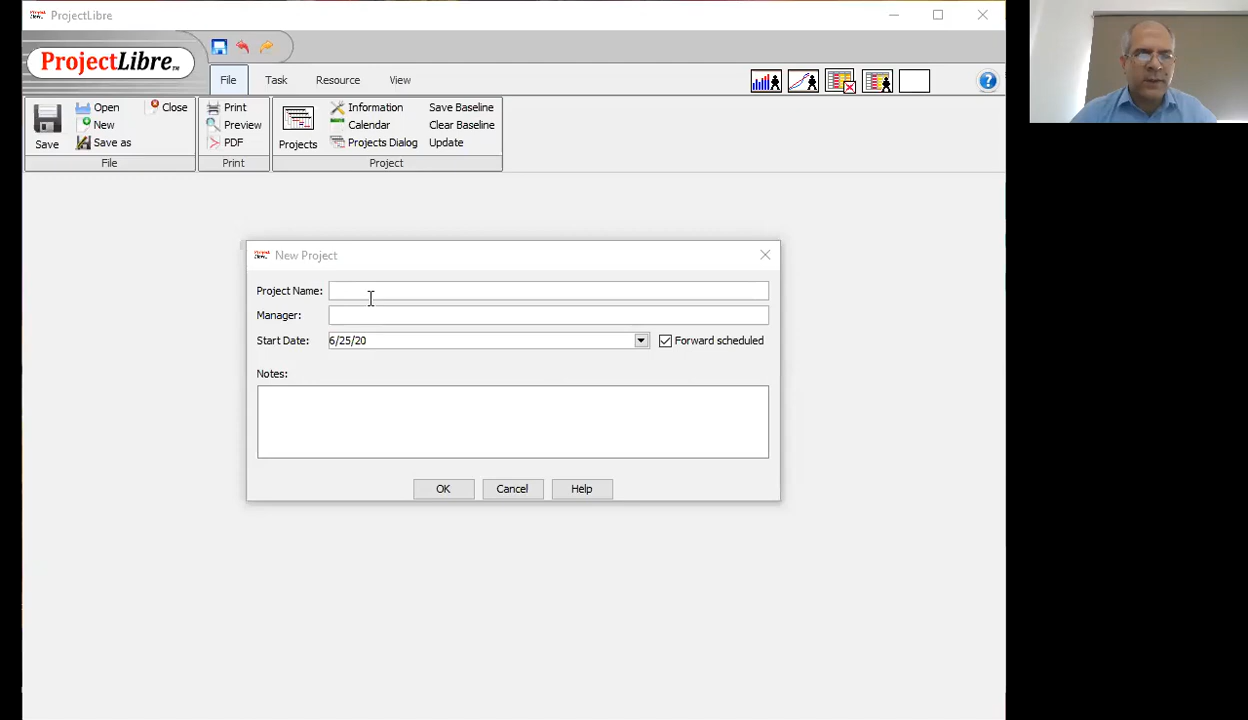 ProjectLibre
ProjectLibre™
File Task Resource View
Save
Open
New
Save as
Close
File
Print
Preview
PDF
Print
Projects
Information
Calendar
Projects Dialog
Save Baseline
Clear Baseline
Update
Project
New Project
Project Name:
Manager:
Start Date: 6/25/20 Forward scheduled
Notes:
OK Cancel Help